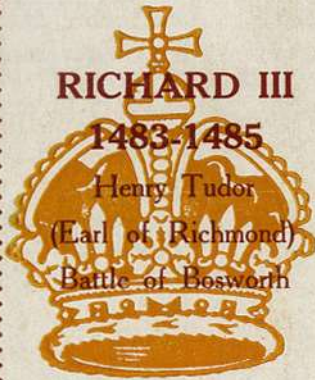 RICHARD III
1483-1485
Henry Tudor
(Earl of Richmond)
Battle of Bosworth